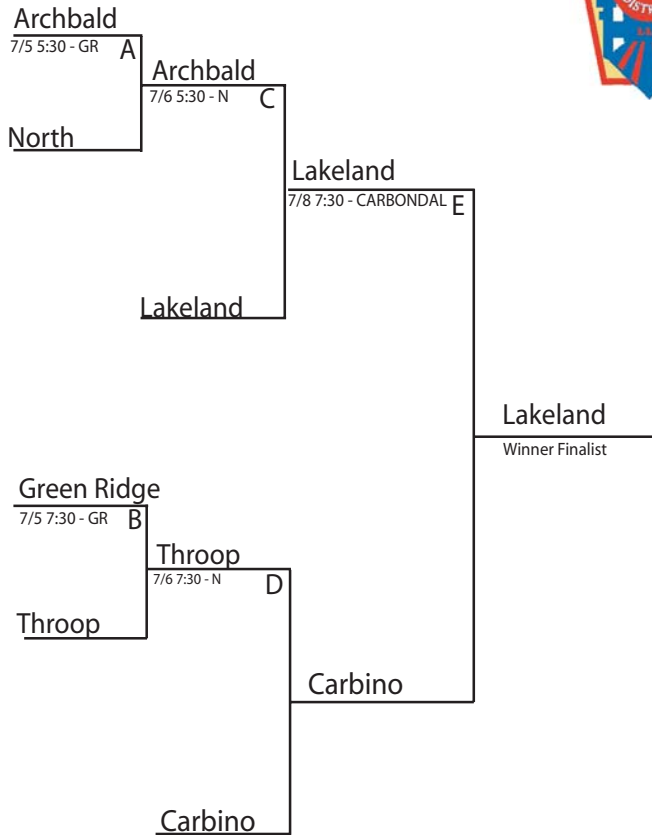 Archbald
7/5 5:30 - GR
A
Archbald
7/6 5:30 - N
C
North
Lakeland
7/8 7:30 - CARBONDAL
E
Lakeland
Lakeland
Winner Finalist
Green Ridge
7/5 7:30 - GR
B
Throop
7/6 7:30 - N
D
Throop
Carbino
Carbino